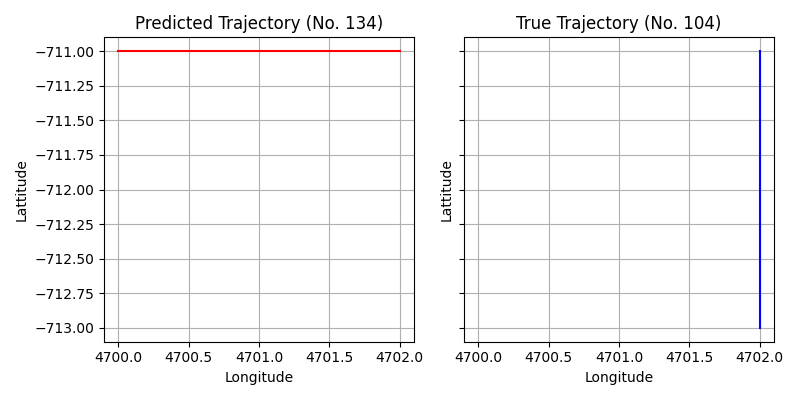 Predicted Trajectory (No. 134)
−711.00
−711.25
−711.50
−711.75
−712.00
−712.25
−712.50
−712.75
−713.00
Lattitude
4700.0 4700.5 4701.0 4701.5 4702.0
Longitude
True Trajectory (No. 104)
Lattitude
4700.0 4700.5 4701.0 4701.5 4702.0
Longitude